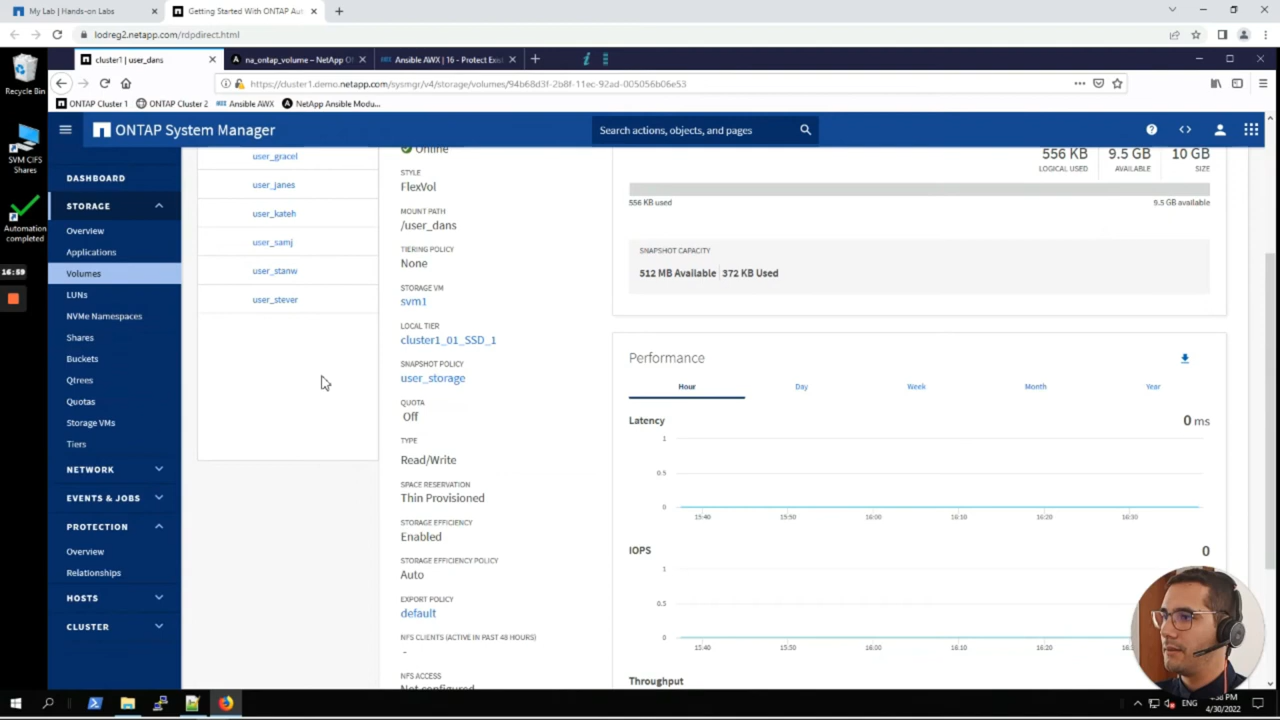 My Lab | Hands-on Labs
Getting Started With ONTAP Aut
lodreg2.netapp.com/rdpdirect.html
Recycle Bin
SVM CIFS Shares
Automation completed
16:59
cluster1 | user_dans
na_ontap_volume – NetApp O
Ansible AWX | 16 - Protect Exist
https://cluster1.demo.netapp.com/sysmgr/v4/storage/volumes/94b68d3f-2b8f-11ec-92ad-005056b06e53
ONTAP Cluster 1
ONTAP Cluster 2
Ansible AWX
NetApp Ansible Modu...
ONTAP System Manager
Search actions, objects, and pages
DASHBOARD
STORAGE
Overview
Applications
Volumes
LUNs
NVMe Namespaces
Shares
Buckets
Qtrees
Quotas
Storage VMs
Tiers
NETWORK
EVENTS & JOBS
PROTECTION
Overview
Relationships
HOSTS
CLUSTER
user_gracel
user_janes
user_kateh
user_samj
user_stanw
user_stever
Online
STYLE
FlexVol
MOUNT PATH
/user_dans
TIERING POLICY
None
STORAGE VM
svm1
LOCAL TIER
cluster1_01_SSD_1
SNAPSHOT POLICY
user_storage
QUOTA
Off
TYPE
Read/Write
SPACE RESERVATION
Thin Provisioned
STORAGE EFFICIENCY
Enabled
STORAGE EFFICIENCY POLICY
Auto
EXPORT POLICY
default
NFS CLIENTS (ACTIVE IN PAST 48 HOURS)
-
NFS ACCESS
Not configured
556 KB 9.5 GB 10 GB
LOGICAL USED AVAILABLE SIZE
556 KB used 9.5 GB available
SNAPSHOT CAPACITY
512 MB Available 372 KB Used
Performance
Hour Day Week Month Year
Latency 0 ms
1
0.5
0
15:40 15:50 16:00 16:10 16:20 16:30
IOPS 0
1
0.5
0
15:40 15:50 16:00 16:10 16:20
Throughput
ENG
4/30/2022